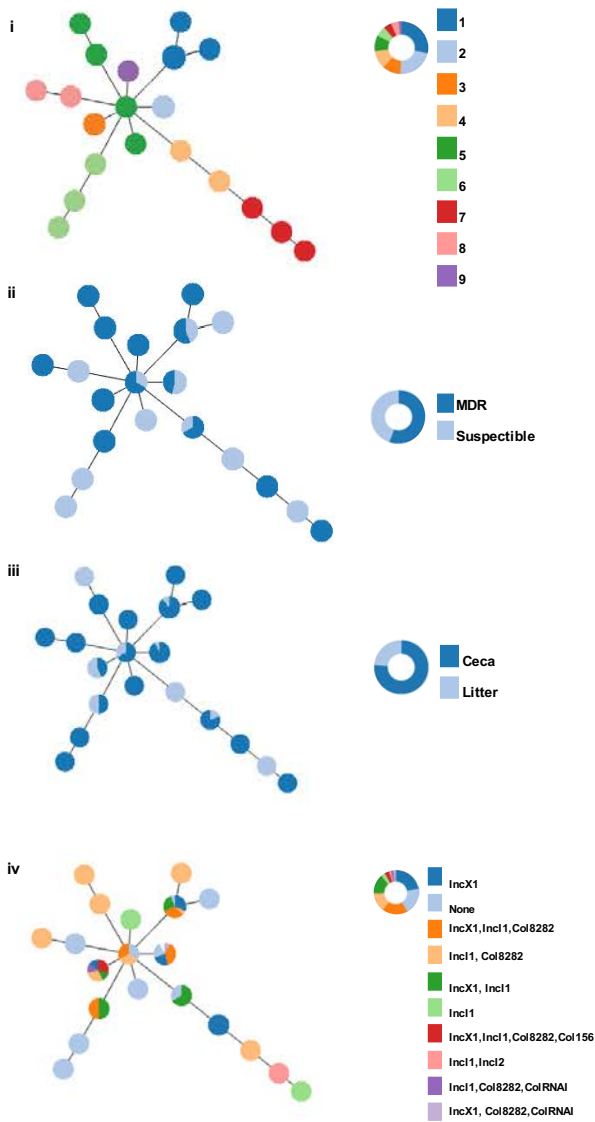 i
1
2
3
4
5
6
7
8
9
ii
MDR
Suspectible
iii
Ceca
Litter
iv
IncX1
None
IncX1,IncI1,Col8282
IncI1, Col8282
IncX1, IncI1
IncI1
IncX1,IncI1,Col8282,Col156
IncI1,IncI2
IncI1,Col8282,ColRNAI
IncX1, Col8282,ColRNAI